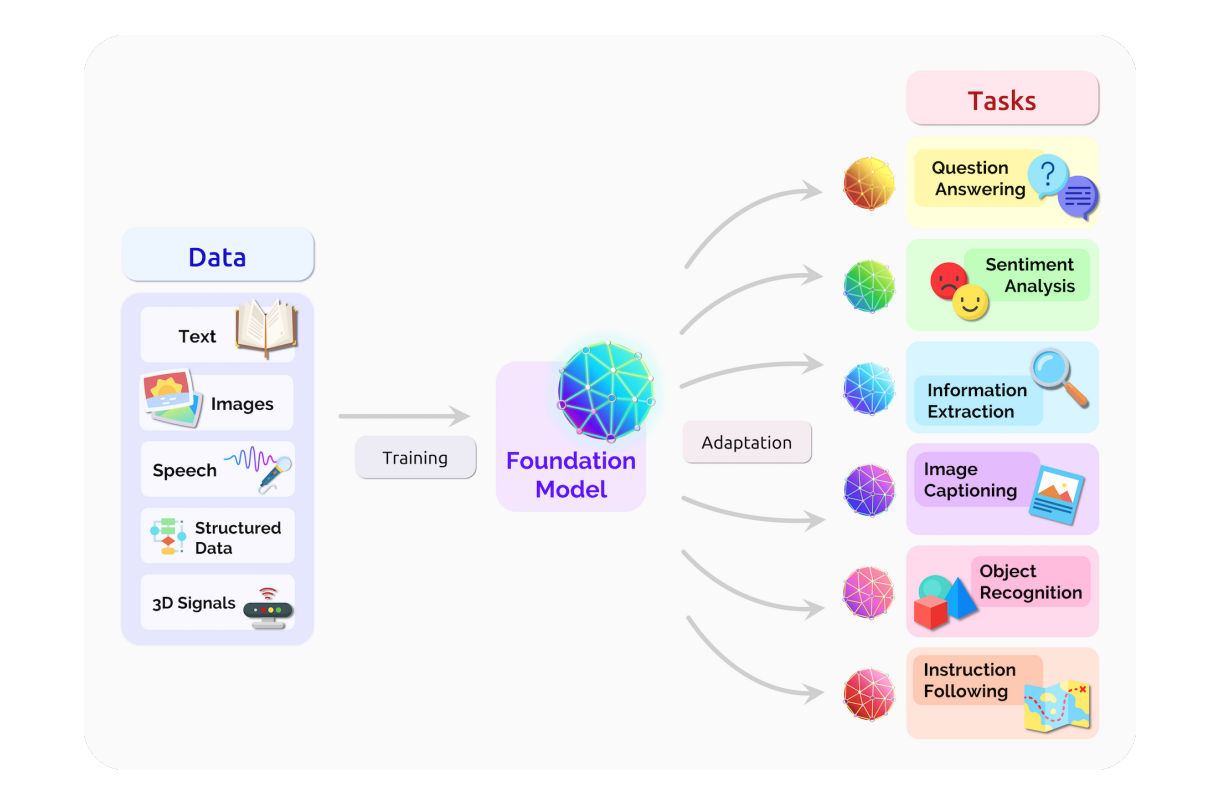 Data
Text
Images
Speech
Structured
Data
3D Signals
Training
Foundation
Model
Adaptation
Tasks
Question
Answering
?
Sentiment
Analysis
Information
Extraction
Image
Captioning
Object
Recognition
Instruction
Following